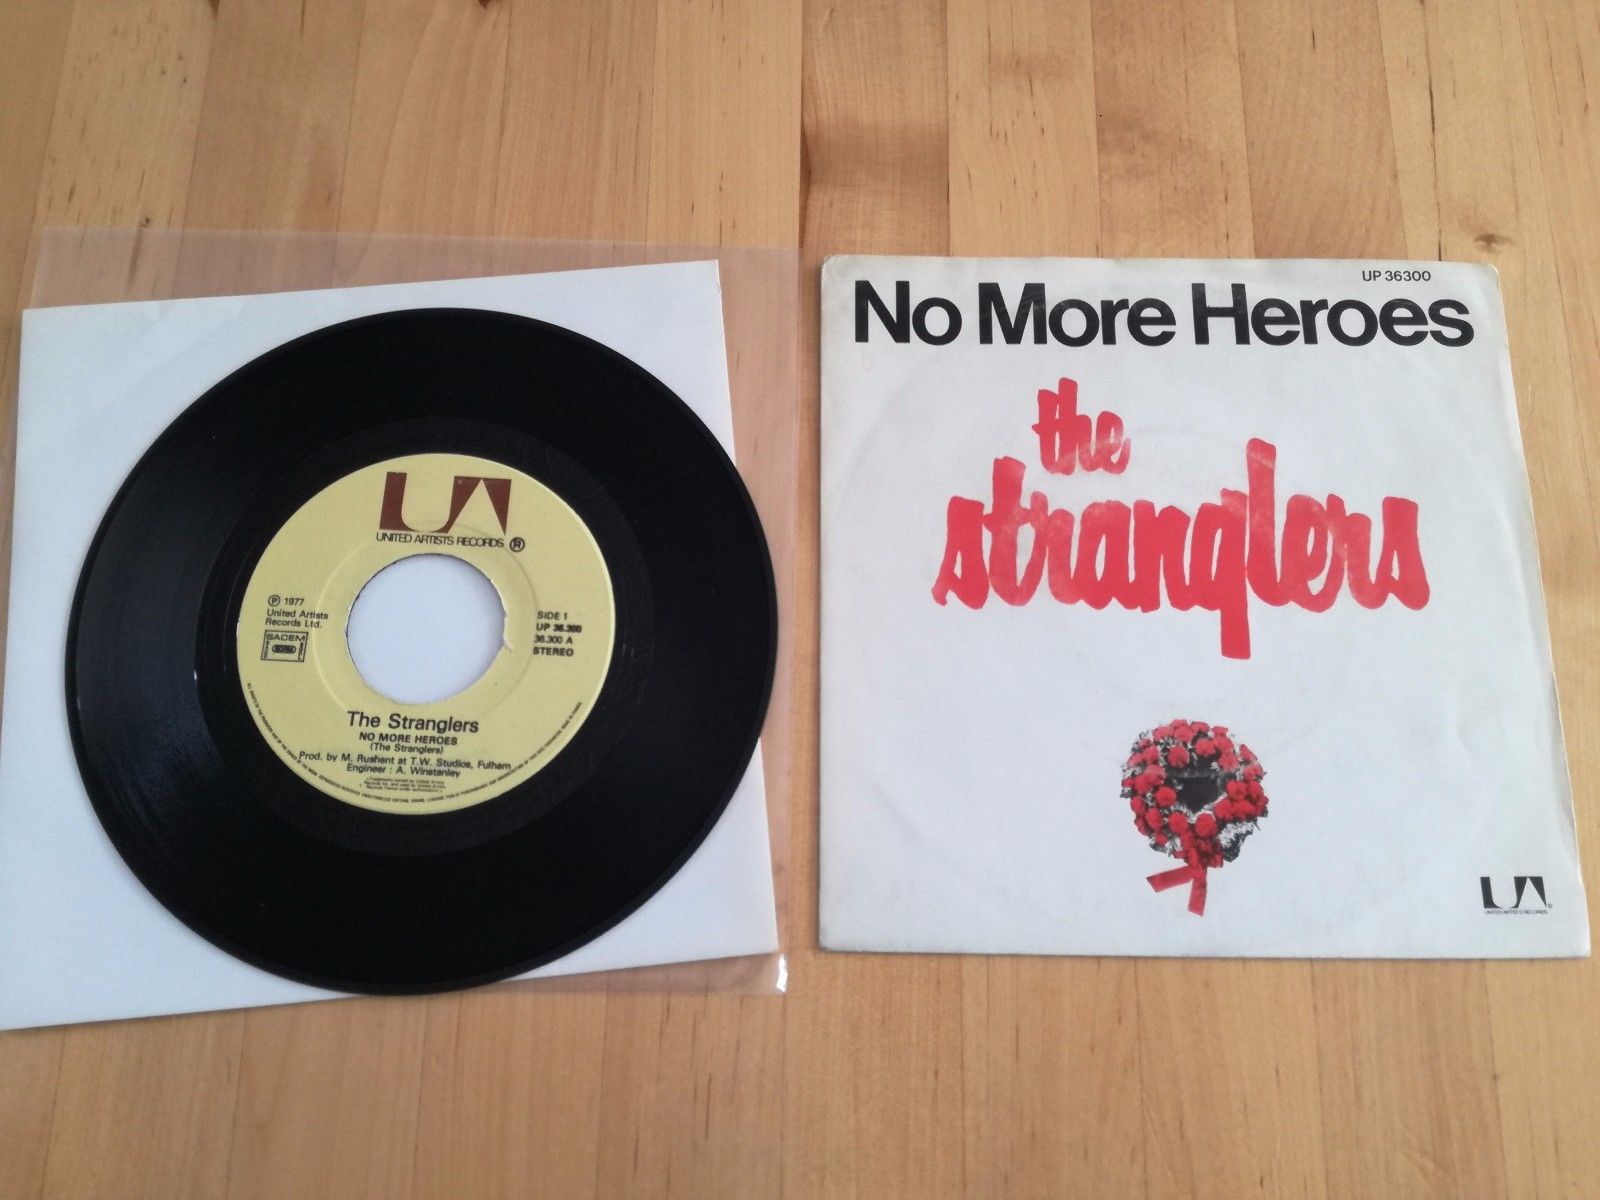 UNITED ARTISTS RECORDS ®
℗ 1977
United Artists
Records Ltd.
SACEM
SIDE 1
UP 36.300
36.300 A
STEREO
The Stranglers
NO MORE HEROES
(The Stranglers)
Prod. by M. Rushent at T.W. Studios, Fulham
Engineer : A. Winstanley
UP 36300
No More Heroes
the
stranglers
UNITED ARTISTS RECORDS